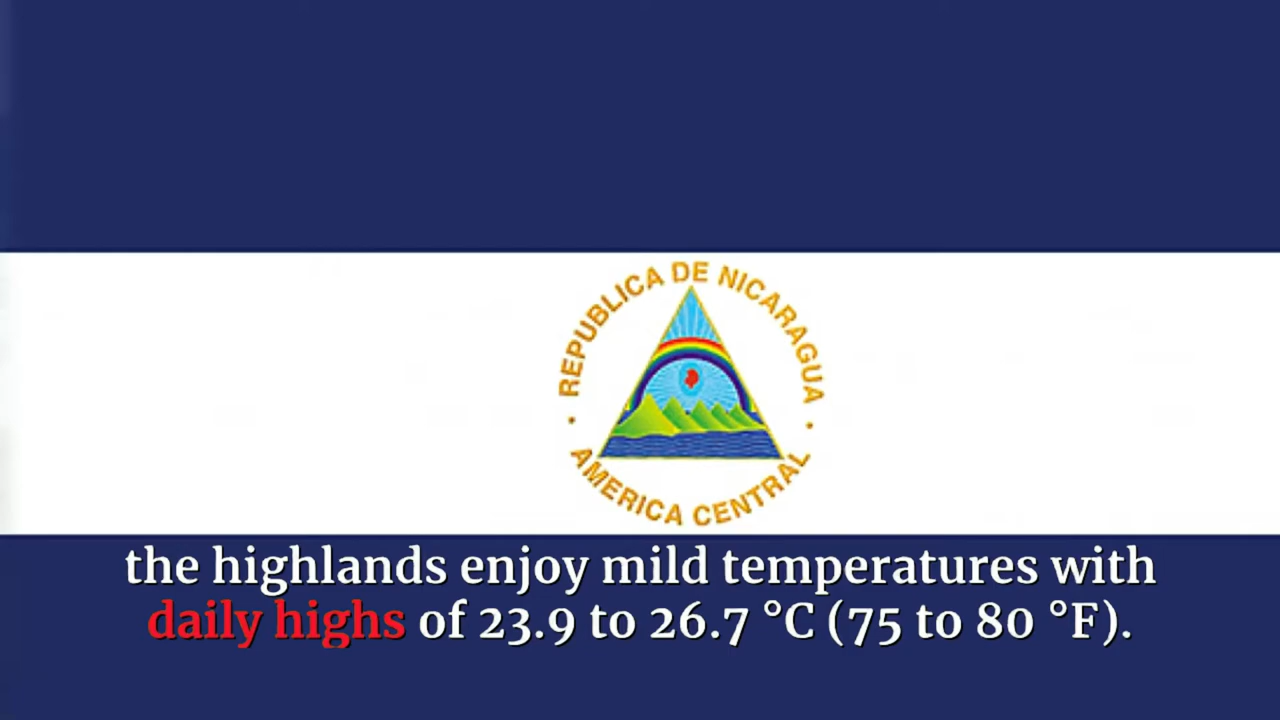 REPUBLICA DE NICARAGUA
AMERICA CENTRAL
the highlands enjoy mild temperatures with
daily highs of 23.9 to 26.7 °C (75 to 80 °F).